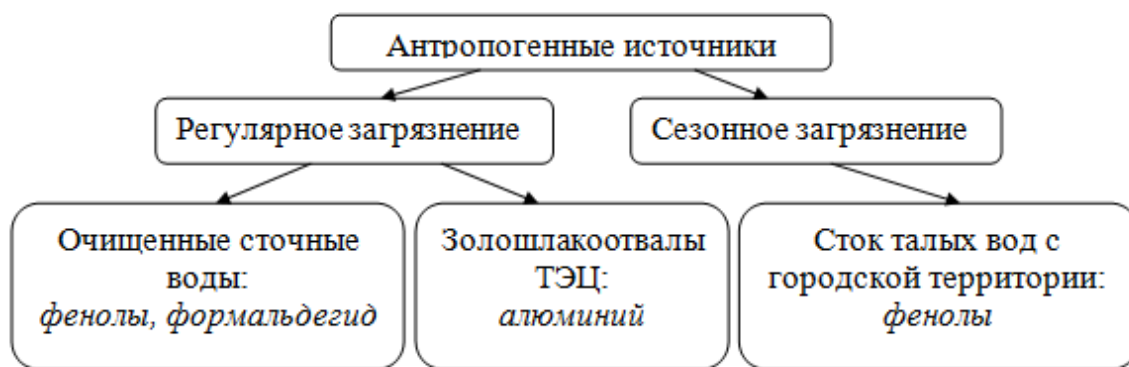 Антропогенные источники
Регулярное загрязнение
Сезонное загрязнение
Очищенные сточные
воды:
фенолы, формальдегид
Золошлакоотвалы
ТЭЦ:
алюминий
Сток талых вод с
городской территории:
фенолы